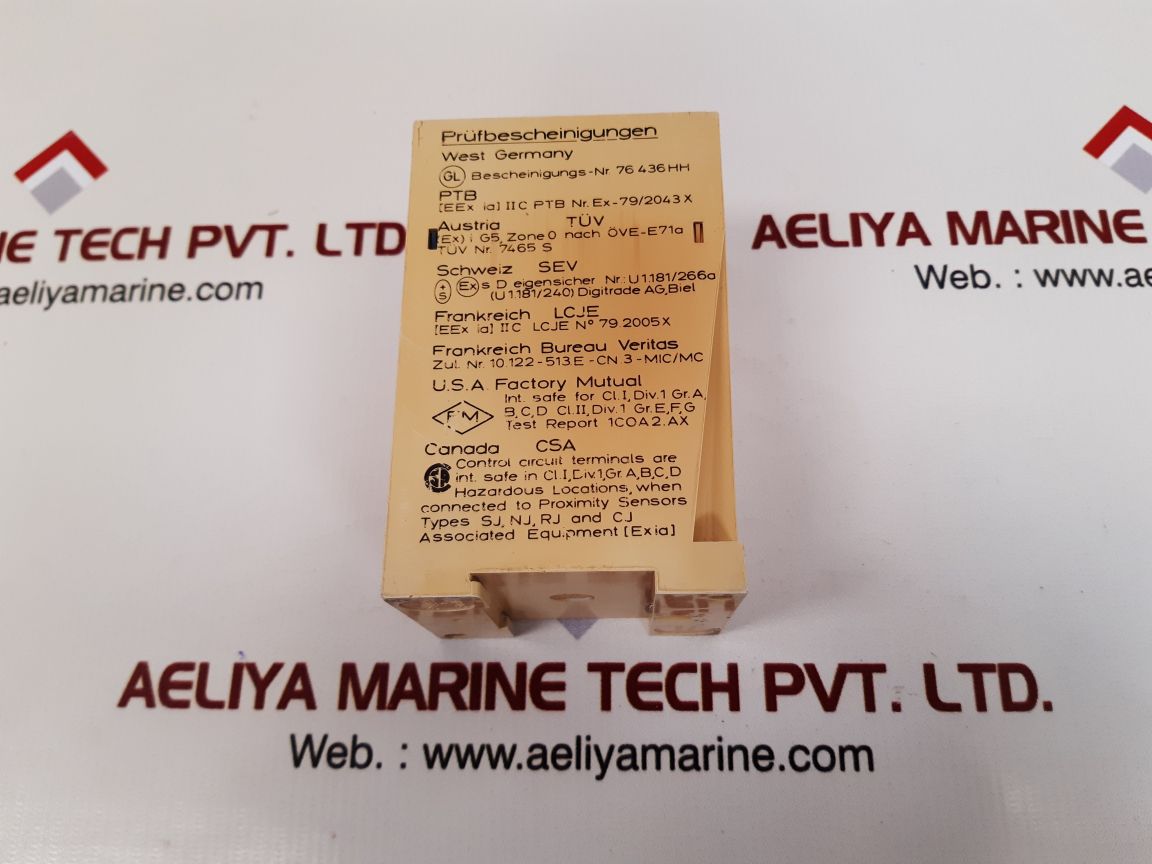 Prüfbescheinigungen
West Germany
GL Bescheinigungs-Nr. 76 436 HH
PTB
[EEx ia] IIC PTB Nr. Ex-79/2043 X
Austria TÜV
(Ex) i G5, Zone 0 nach ÖVE-E71a
TÜV Nr. 7465 S
Schweiz SEV
+ S Ex s D eigensicher Nr.: U 1.181/266a
(U 1.181/240) Digitrade AG, Biel
Frankreich LCJE
[EEx ia] IIC LCJE N° 79.2005 X
Frankreich Bureau Veritas
Zul. Nr. 10.122-513 E -CN 3-MIC/MC
U.S.A. Factory Mutual
FM
Int. safe for Cl.I, Div.1 Gr.A,
B,C,D Cl.II, Div.1 Gr.E,F,G
Test Report 1COA2.AX
Canada CSA
Control circuit terminals are
int. safe in Cl.I, Div.1, Gr. A,B,C,D
Hazardous Locations, when
connected to Proximity Sensors
Types SJ, NJ, RJ and CJ
Associated Equipment [Ex ia]
NE TECH PVT. LTD
aeliyamarine.com
AELIYA MARINE
Web. : www.ae
AELIYA MARINE TECH PVT. LTD.
Web. : www.aeliyamarine.com